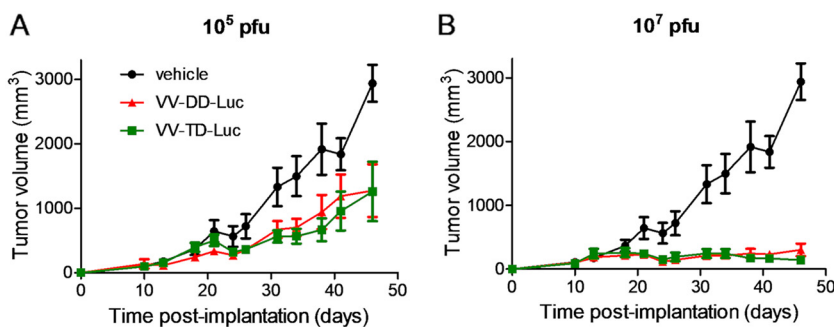 A
10⁵ pfu
Tumor volume (mm³)
3000
2000
1000
0
vehicle
VV-DD-Luc
VV-TD-Luc
0 10 20 30 40 50
Time post-implantation (days)
B
10⁷ pfu
Tumor volume (mm³)
3000
2000
1000
0
0 10 20 30 40 50
Time post-implantation (days)